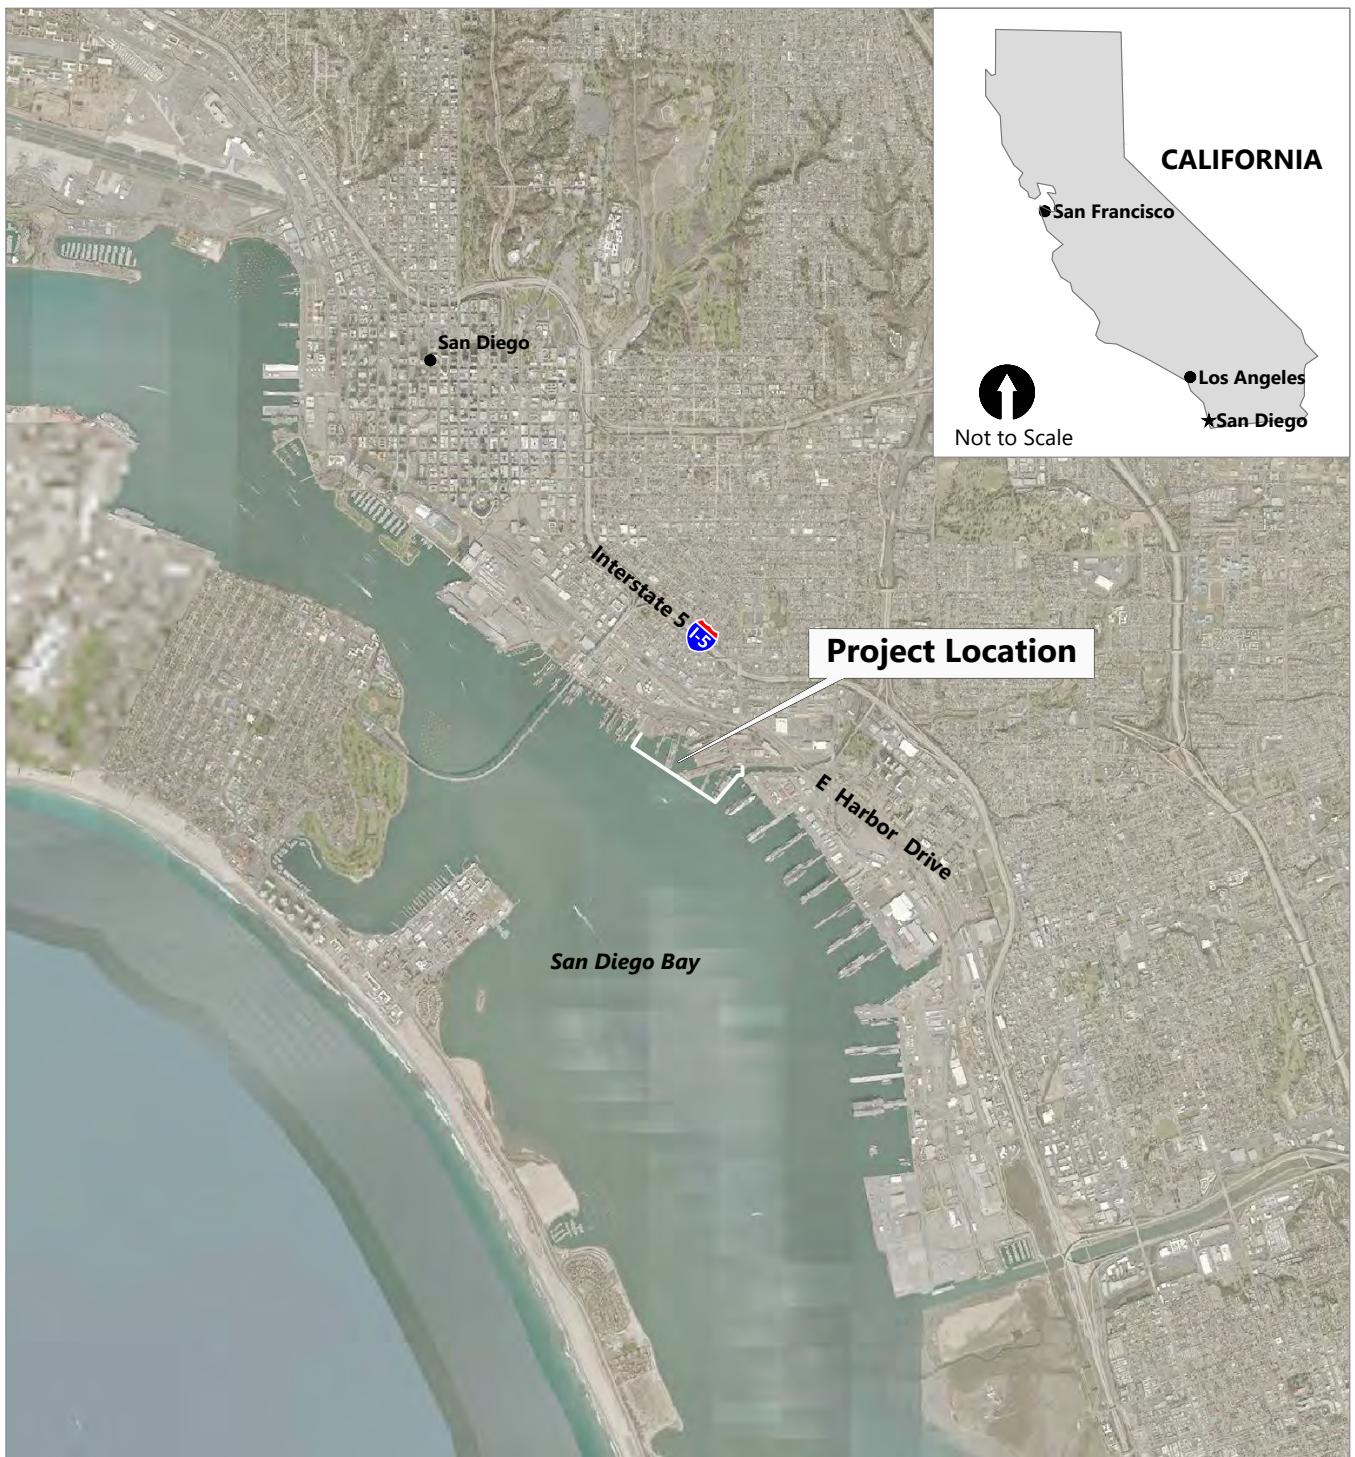 CALIFORNIA
San Francisco
Los Angeles
San Diego
Not to Scale
San Diego
Interstate 5
I-5
Project Location
E Harbor Drive
San Diego Bay